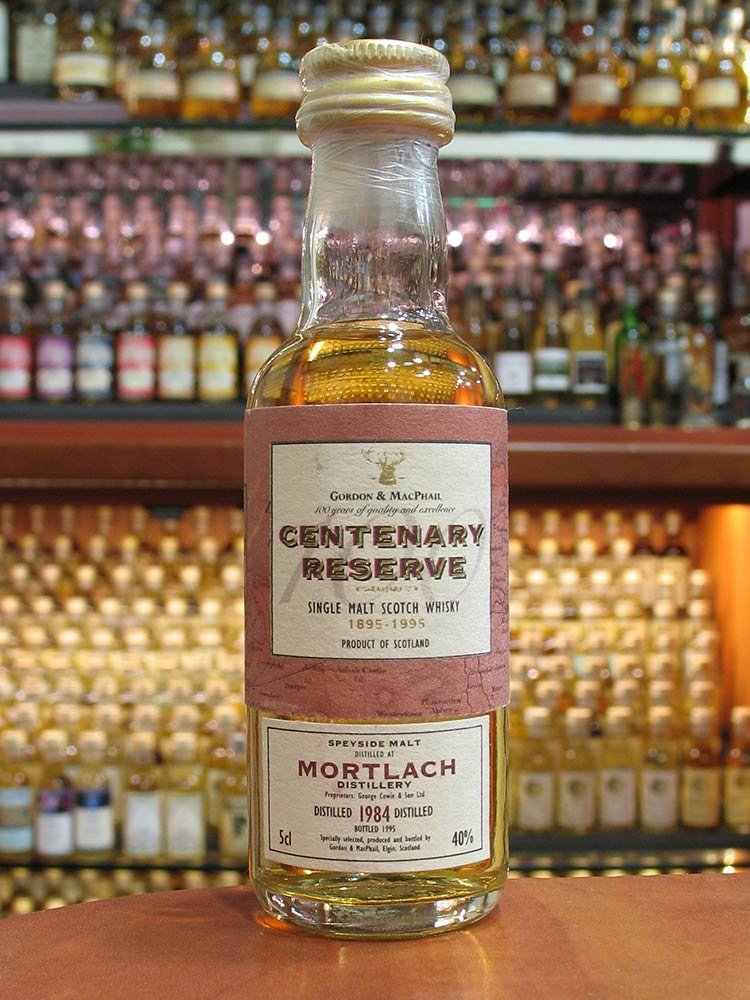 GORDON & MACPHAIL
100 years of quality and excellence
CENTENARY
RESERVE
SINGLE MALT SCOTCH WHISKY
1895-1995
PRODUCT OF SCOTLAND
Pluscarden
Abbey
SPEYSIDE MALT
DISTILLED AT
MORTLACH
DISTILLERY
Proprietors: George Cowie & Son Ltd
DISTILLED 1984 DISTILLED
BOTTLED 1995
5cl 40%
Specially selected, produced and bottled by
Gordon & MacPhail, Elgin, Scotland.